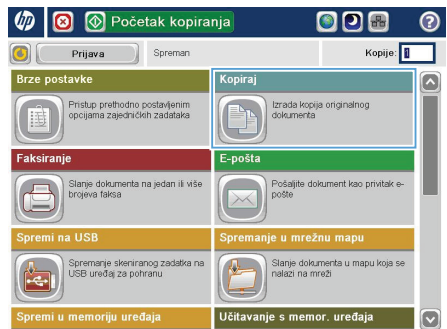 hp
Početak kopiranja
?
Prijava
Spreman
Kopije: 1
Brze postavke
Pristup prethodno postavljenim
opcijama zajedničkih zadataka
Kopiraj
Izrada kopija originalnog
dokumenta
Faksiranje
Slanje dokumenta na jedan ili više
brojeva faksa
E-pošta
Pošaljite dokument kao privitak e-
pošte
Spremi na USB
Spremanje skeniranog zadatka na
USB uređaj za pohranu
Spremanje u mrežnu mapu
Slanje dokumenta u mapu koja se
nalazi na mreži
Spremi u memoriju uređaja
Učitavanje s memor. uređaja